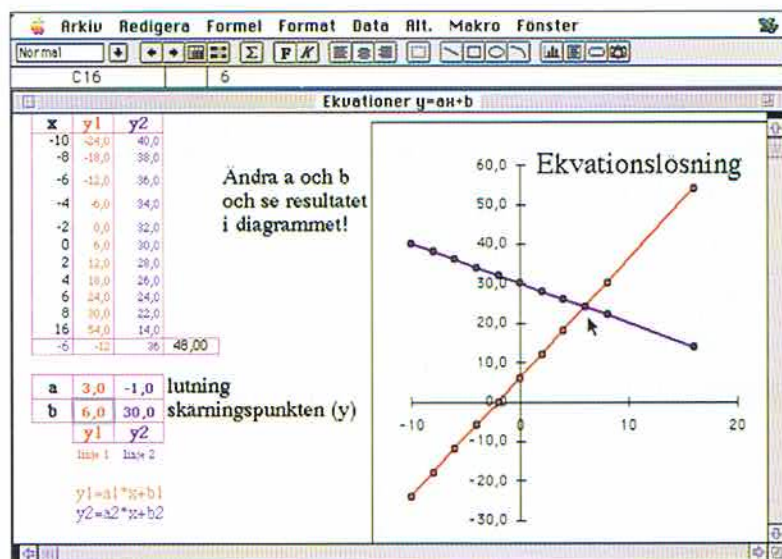 Arkiv Redigera Formel Format Data Alt. Makro Fönster
Normal Σ F K
C16 6
Ekvationer y=ax+b
x y1 y2
-10 -24,0 40,0
-8 -18,0 38,0
-6 -12,0 36,0
-4 -6,0 34,0
-2 0,0 32,0
0 6,0 30,0
2 12,0 28,0
4 18,0 26,0
6 24,0 24,0
8 30,0 22,0
16 54,0 14,0
-6 -12 36 48,00
Ändra a och b
och se resultatet
i diagrammet!
a 3,0 -1,0 lutning
b 6,0 30,0 skärningspunkten (y)
y1 y2
linje 1 linje 2
y1=a1*x+b1
y2=a2*x+b2
Ekvationslösning
60,0
50,0
40,0
30,0
20,0
10,0
0,0
-10 0 10 20
-10,0
-20,0
-30,0